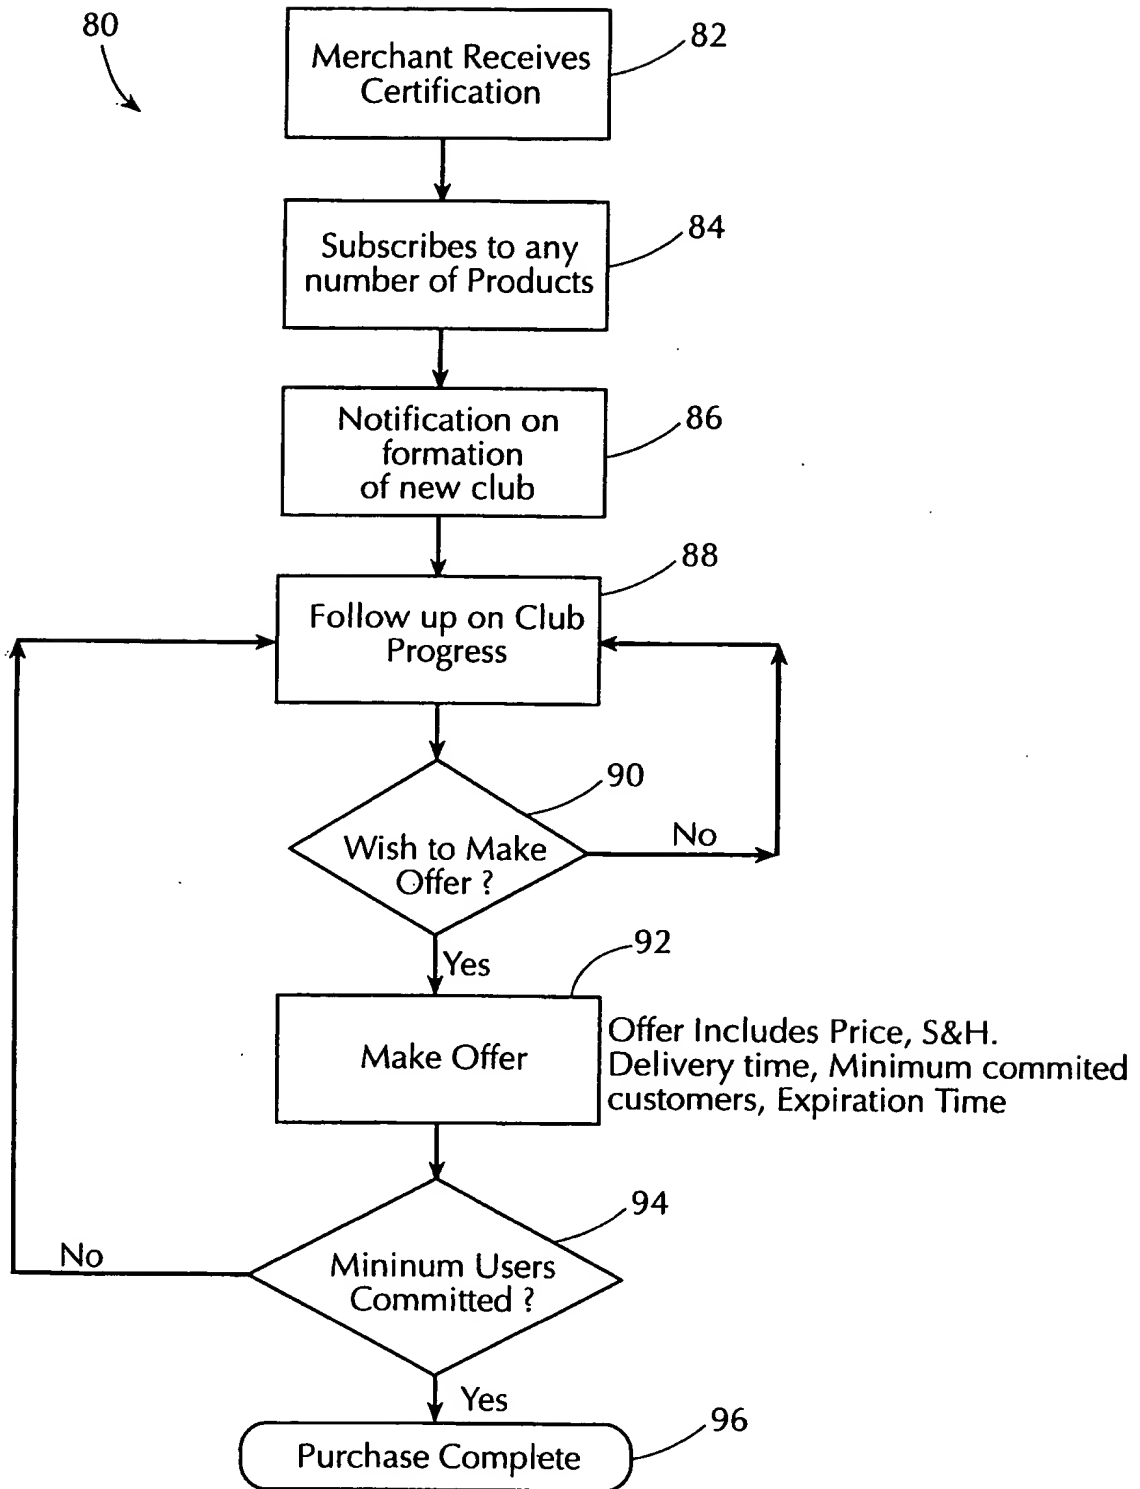 80
Merchant Receives
Certification
82
Subscribes to any
number of Products
84
Notification on
formation
of new club
86
Follow up on Club
Progress
88
Wish to Make
Offer ?
90
No
Yes
Make Offer
92
Offer Includes Price, S&H.
Delivery time, Minimum commited
customers, Expiration Time
Mininum Users
Committed ?
94
No
Yes
Purchase Complete
96